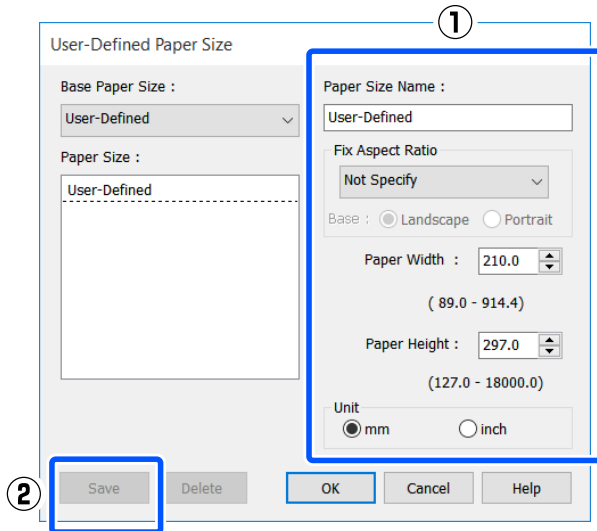 ①
User-Defined Paper Size
Base Paper Size :
User-Defined
Paper Size :
User-Defined
Paper Size Name :
User-Defined
Fix Aspect Ratio
Not Specify
Base : Landscape Portrait
Paper Width : 210.0
( 89.0 - 914.4)
Paper Height : 297.0
(127.0 - 18000.0)
Unit
mm inch
② Save Delete OK Cancel Help